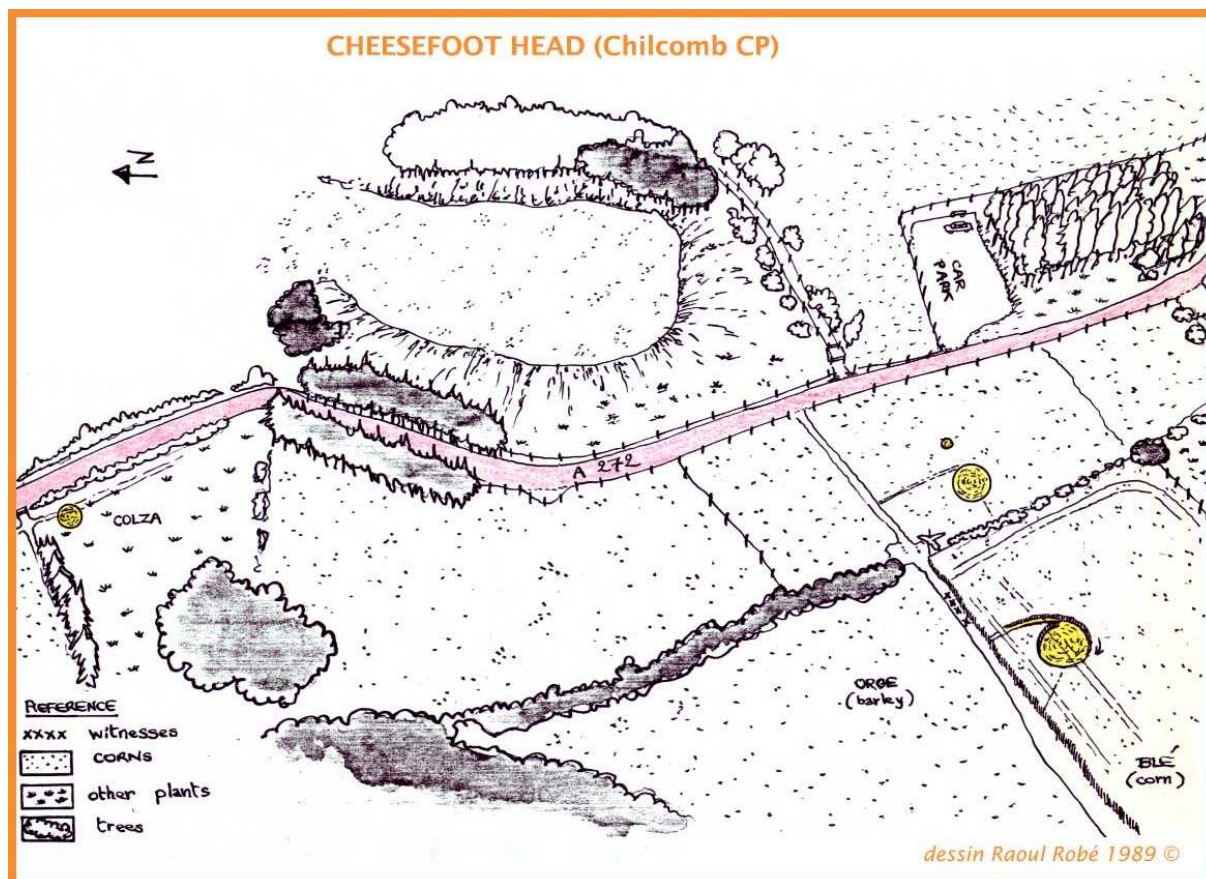 CHEESEFOOT HEAD (Chilcomb CP)
N
CAR
PARK
A 272
COLZA
ORGE
(barley)
BLÉ
(corn)
REFERENCE
xxxx witnesses
CORNS
other plants
trees
dessin Raoul Robé 1989 ©